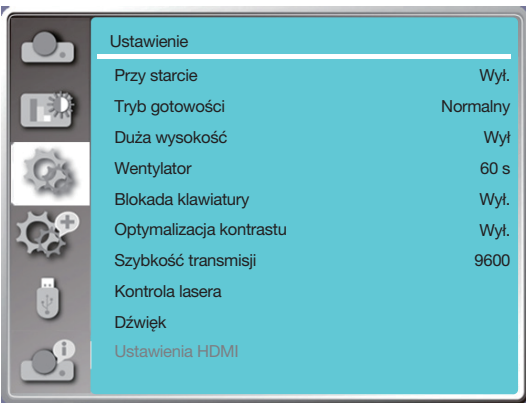 Ustawienie
Przy starcie Wył.
Tryb gotowości Normalny
Duża wysokość Wył
Wentylator 60 s
Blokada klawiatury Wył.
Optymalizacja kontrastu Wył.
Szybkość transmisji 9600
Kontrola lasera
Dźwięk
Ustawienia HDMI